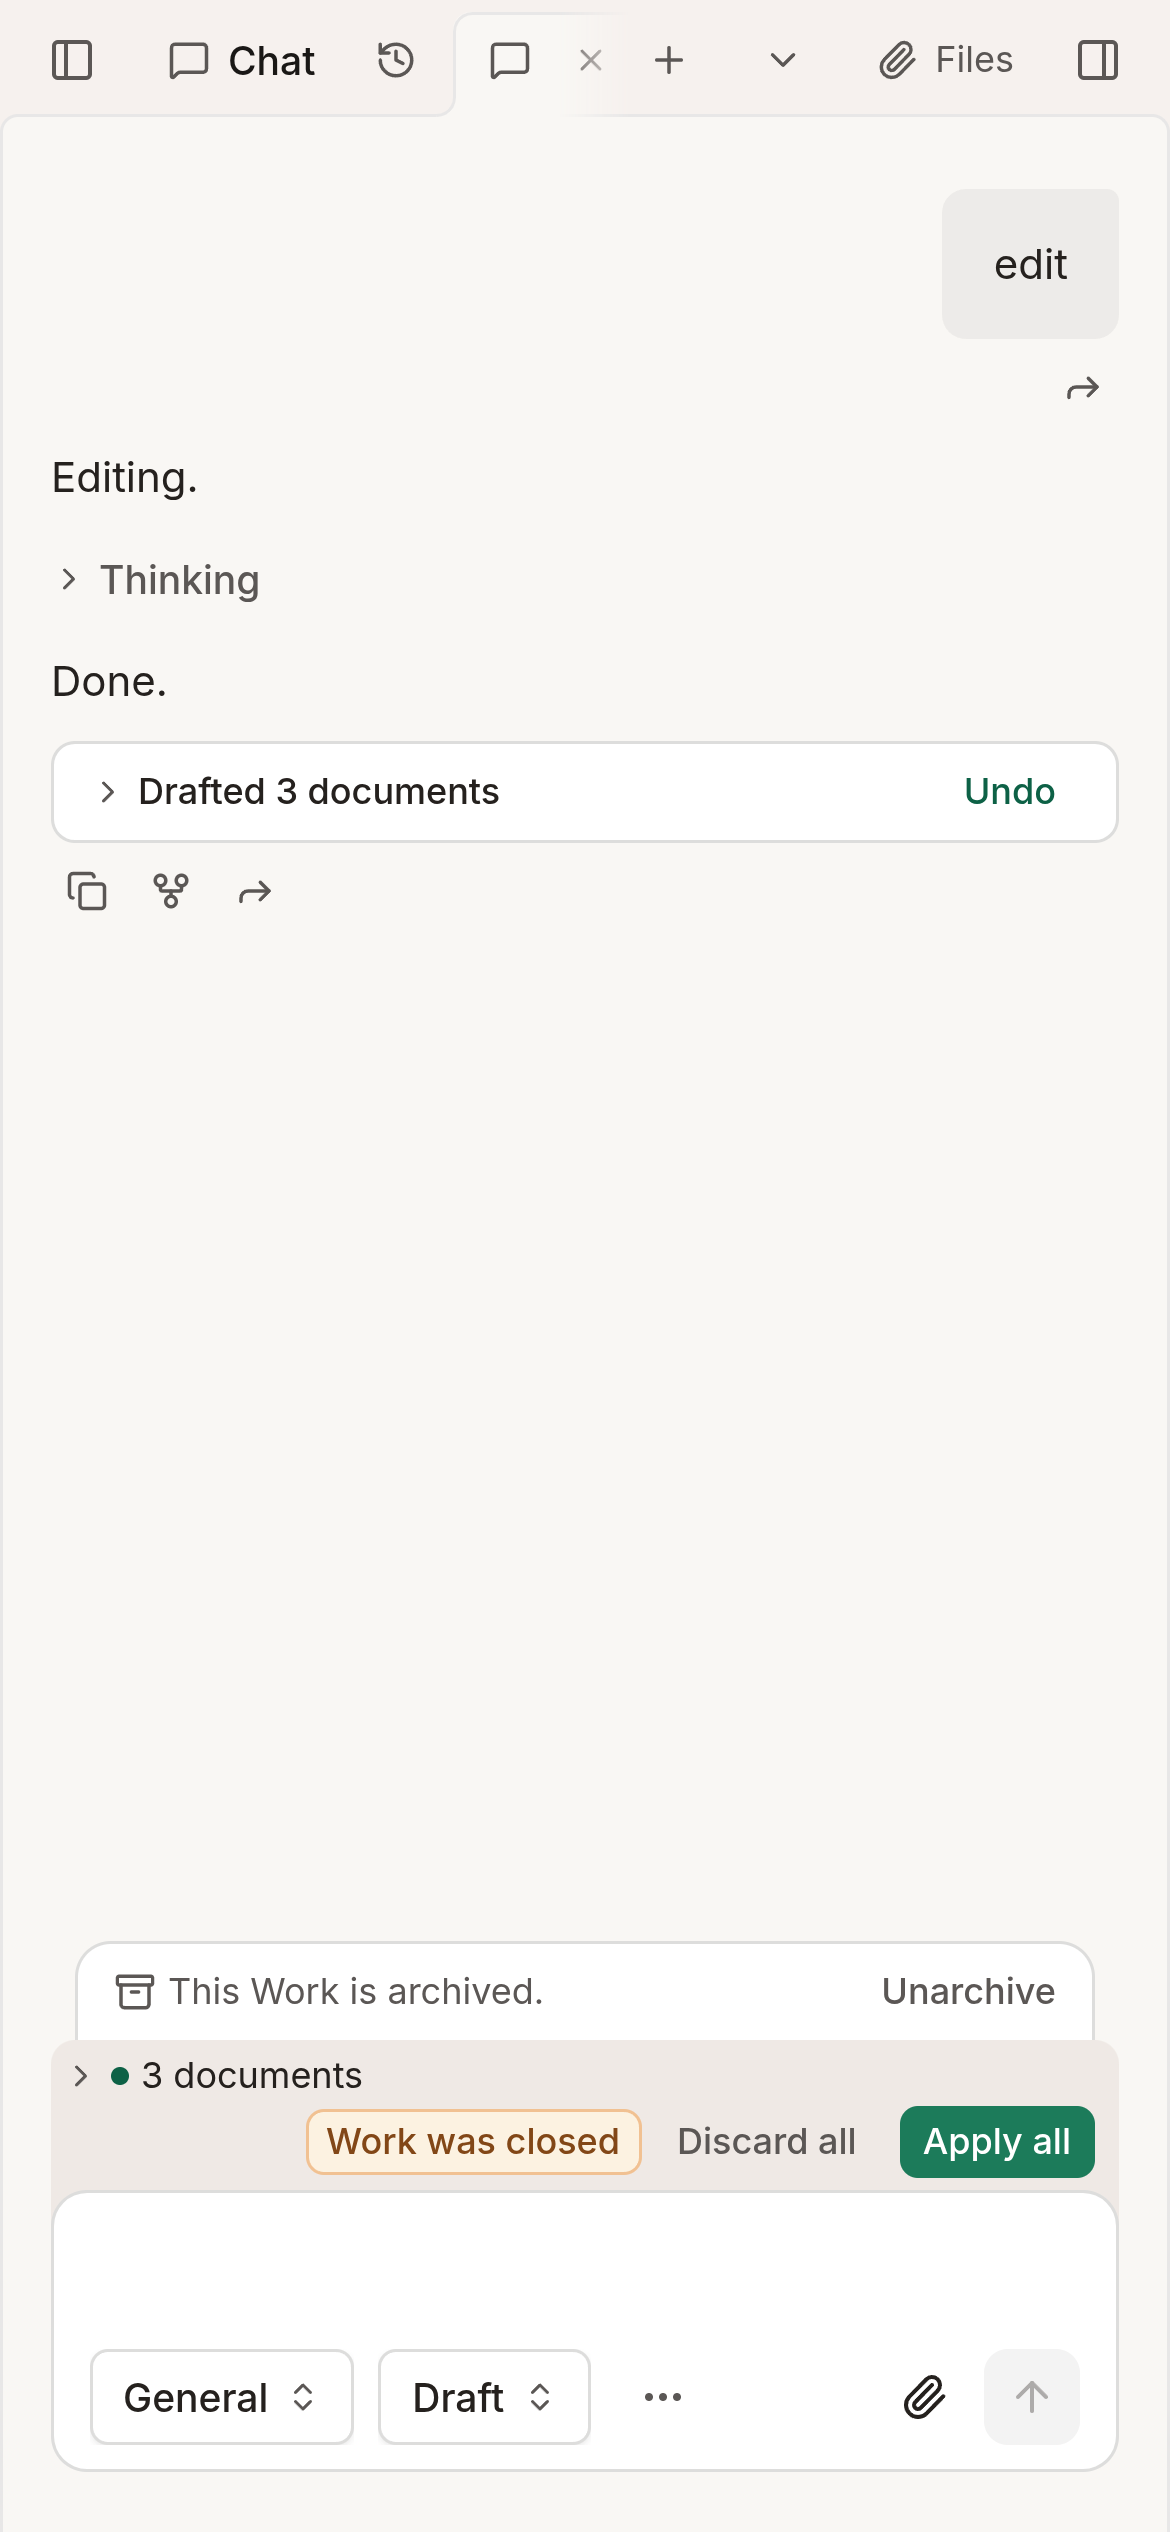 Chat
Files
edit
Editing.
Thinking
Done.
Drafted 3 documents Undo
This Work is archived. Unarchive
3 documents
Work was closed Discard all Apply all
General Draft